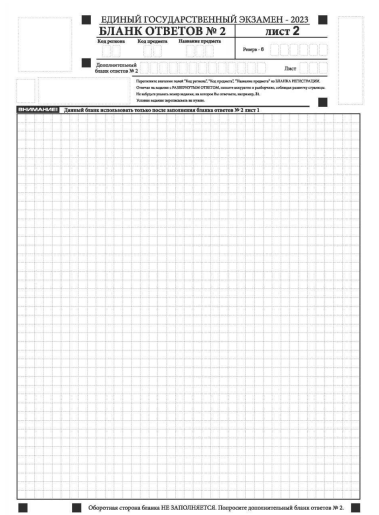 ЕДИНЫЙ ГОСУДАРСТВЕННЫЙ ЭКЗАМЕН - 2023
БЛАНК ОТВЕТОВ № 2 лист 2
Код региона Код предмета Название предмета
Резерв - 6
Дополнительный бланк ответов № 2 Лист
Перепишите значения полей "Код региона", "Код предмета", "Название предмета" из БЛАНКА РЕГИСТРАЦИИ.
Отвечая на задания с РАЗВЕРНУТЫМ ОТВЕТОМ, пишите аккуратно и разборчиво, соблюдая разметку страницы.
Не забудьте указать номер задания, на которое Вы отвечаете, например, 31.
Условия задания переписывать не нужно.
ВНИМАНИЕ! Данный бланк использовать только после заполнения бланка ответов № 2 лист 1
Оборотная сторона бланка НЕ ЗАПОЛНЯЕТСЯ. Попросите дополнительный бланк ответов № 2.